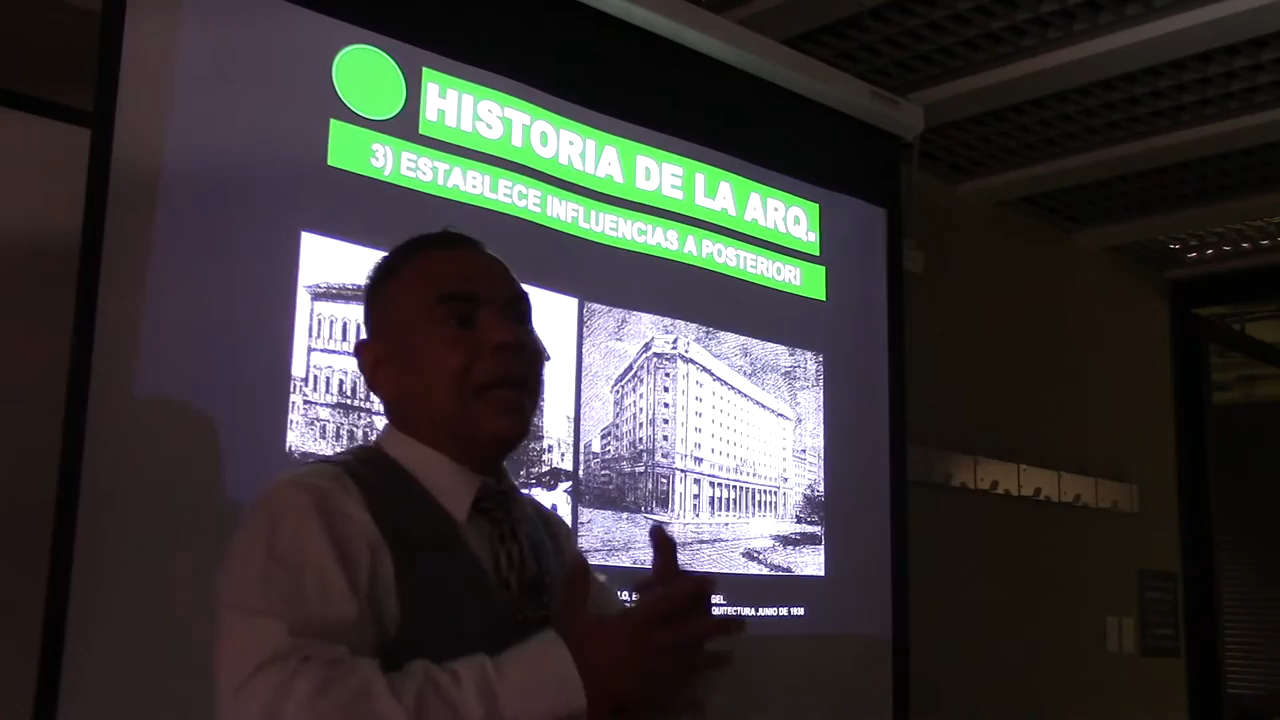 HISTORIA DE LA ARQ.
3) ESTABLECE INFLUENCIAS A POSTERIORI
GEL.
QUITECTURA JUNIO DE 1938